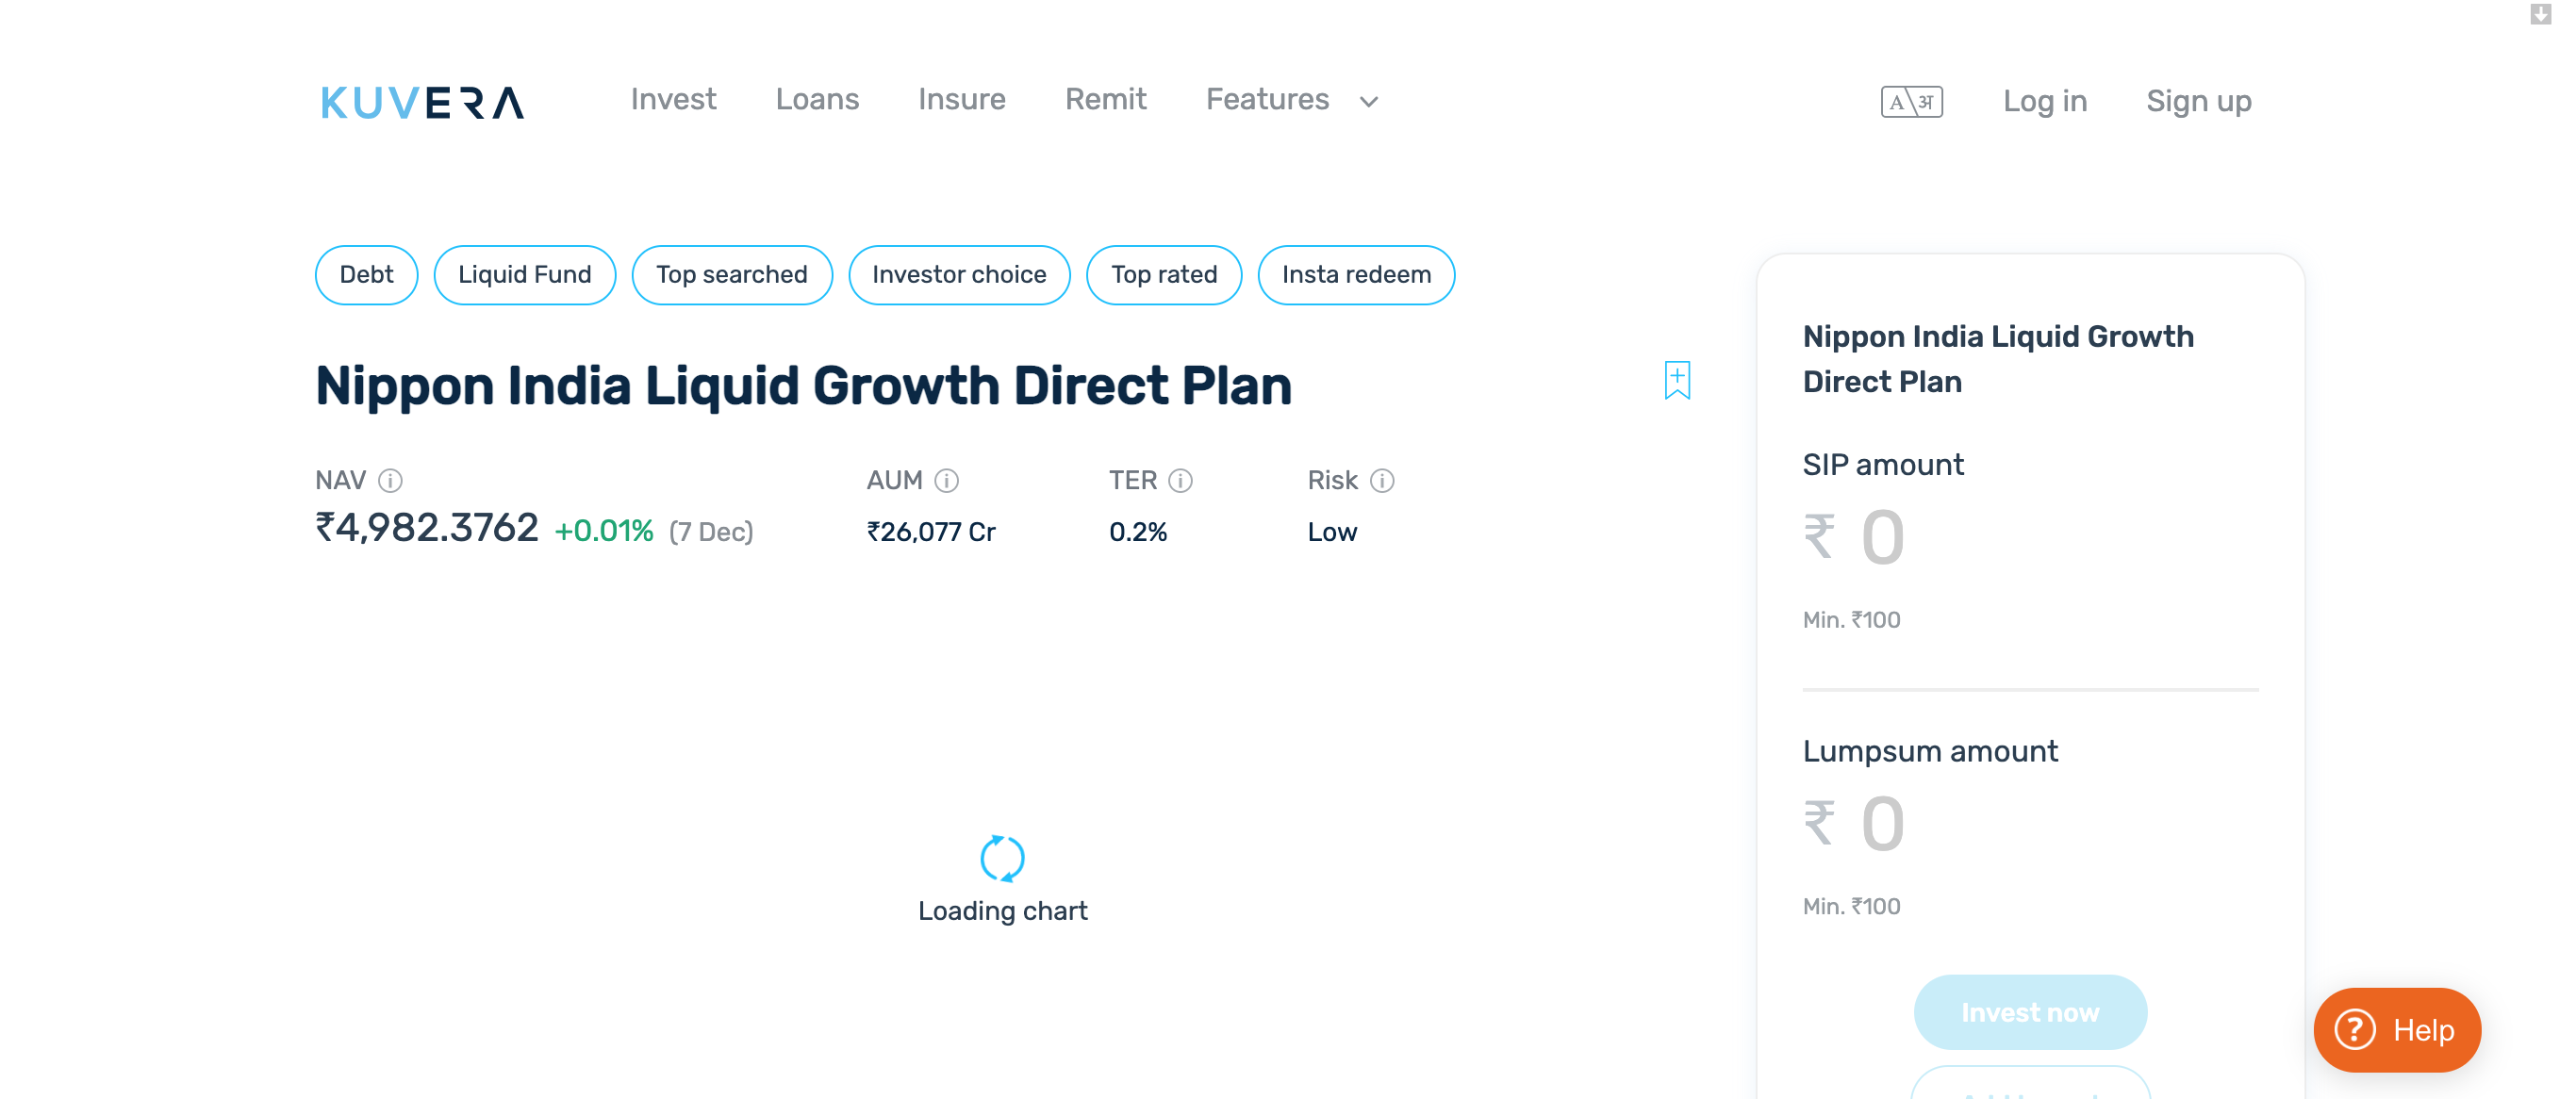 KUVERA Invest Loans Insure Remit Features A\अ Log in Sign up
Debt Liquid Fund Top searched Investor choice Top rated Insta redeem
Nippon India Liquid Growth Direct Plan
NAV AUM TER Risk
₹4,982.3762 +0.01% (7 Dec) ₹26,077 Cr 0.2% Low
Loading chart
Nippon India Liquid Growth
Direct Plan
SIP amount
₹ 0
Min. ₹100
Lumpsum amount
₹ 0
Min. ₹100
Invest now
Help